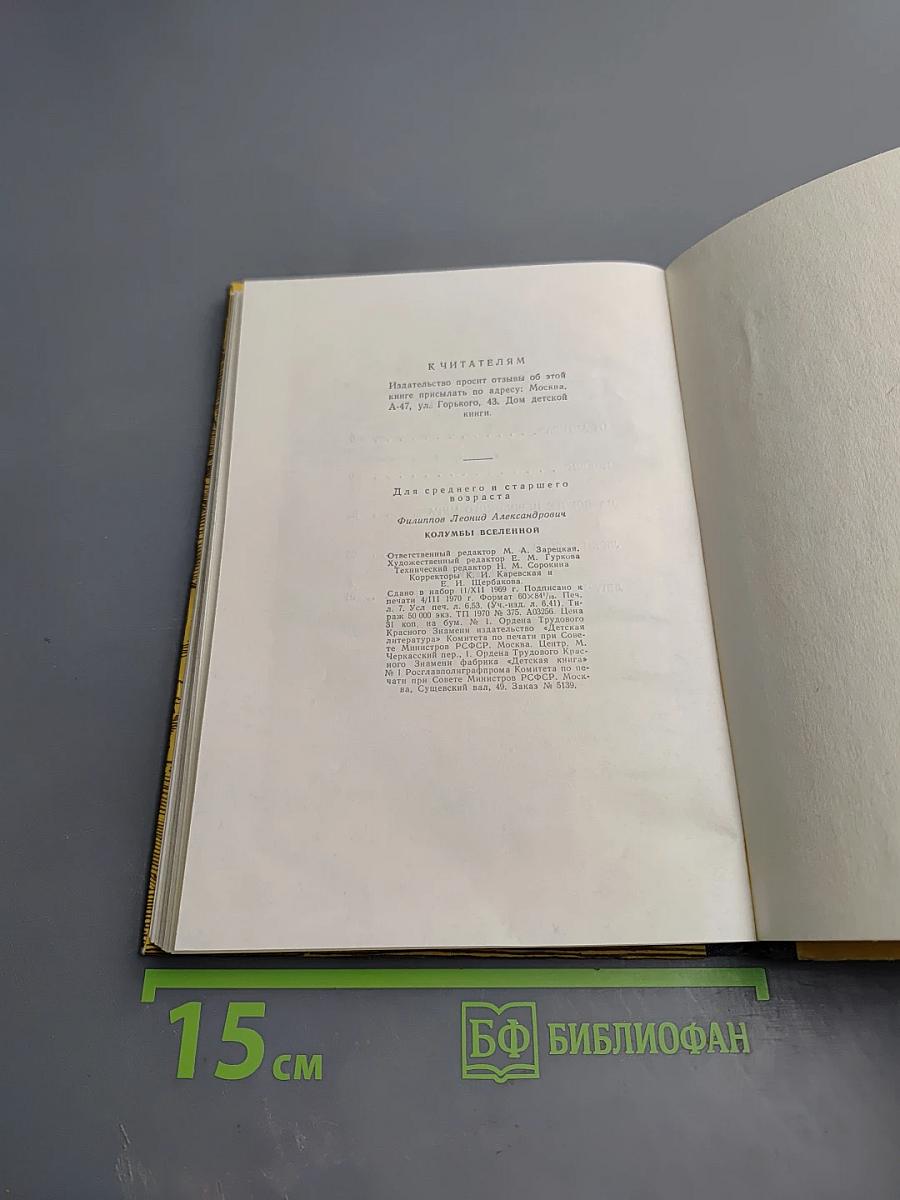 К ЧИТАТЕЛЯМ
Издательство просит отзывы об этой
книге присылать по адресу: Москва,
А-47, ул. Горького, 43. Дом детской
книги.
Для среднего и старшего
возраста
Филиппов Леонид Александрович
КОЛУМБЫ ВСЕЛЕННОЙ
Ответственный редактор М. А. Зарецкая.
Художественный редактор Е. М. Гуркова
Технический редактор Н. М. Сорокина
Корректоры К. И. Каревская и
Е. И. Щербакова.
Сдано в набор 11/XII 1969 г. Подписано к
печати 4/III 1970 г. Формат 60×84¹/₁₆. Печ.
л. 7. Усл печ. л. 6,53. (Уч.-изд. л. 6,41). Ти-
раж 50 000 экз. ТП 1970 № 375. А03256. Цена
31 коп. на бум. № 1. Ордена Трудового
Красного Знамени издательство «Детская
литература» Комитета по печати при Сове-
те Министров РСФСР. Москва. Центр, М.
Черкасский пер., 1. Ордена Трудового Крас-
ного Знамени фабрика «Детская книга»
№ 1 Росглавполиграфпрома Комитета по пе-
чати при Совете Министров РСФСР. Моск-
ва, Сущевский вал, 49. Заказ № 5139.
15 см
БФ БИБЛИОФАН